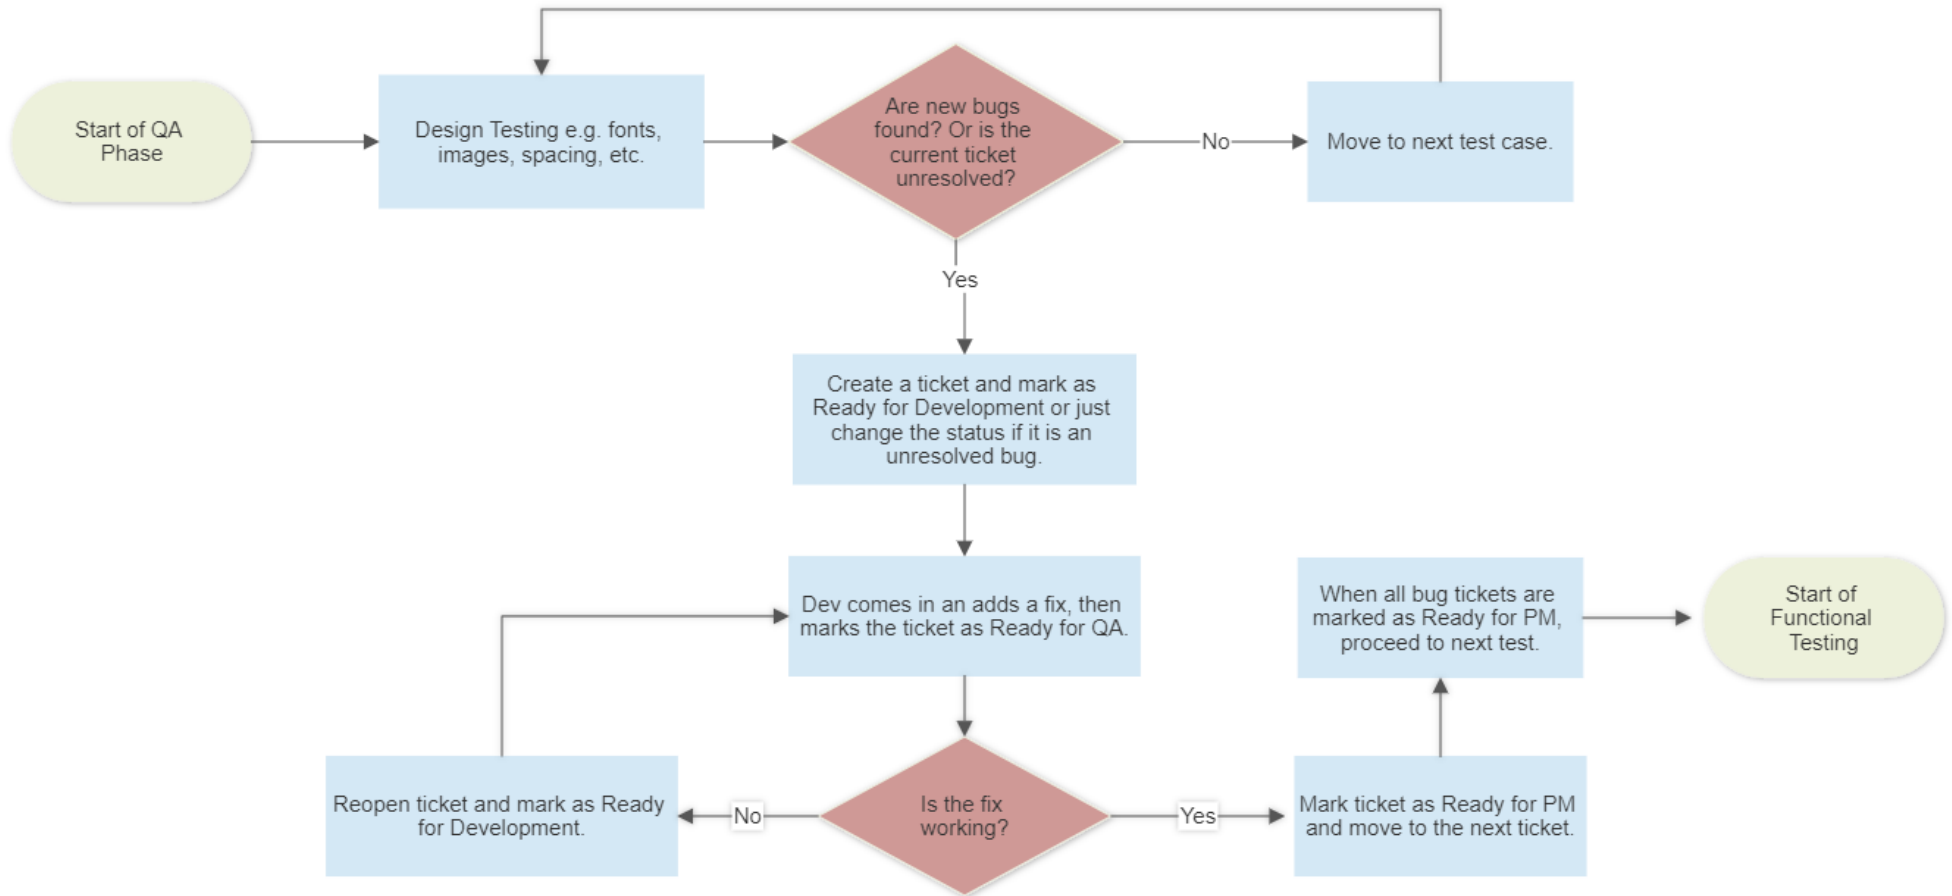 Start of QA
Phase
Design Testing e.g. fonts,
images, spacing, etc.
Are new bugs
found? Or is the
current ticket
unresolved?
No
Move to next test case.
Yes
Create a ticket and mark as
Ready for Development or just
change the status if it is an
unresolved bug.
Dev comes in an adds a fix, then
marks the ticket as Ready for QA.
When all bug tickets are
marked as Ready for PM,
proceed to next test.
Start of
Functional
Testing
Reopen ticket and mark as Ready
for Development.
No
Is the fix
working?
Yes
Mark ticket as Ready for PM
and move to the next ticket.